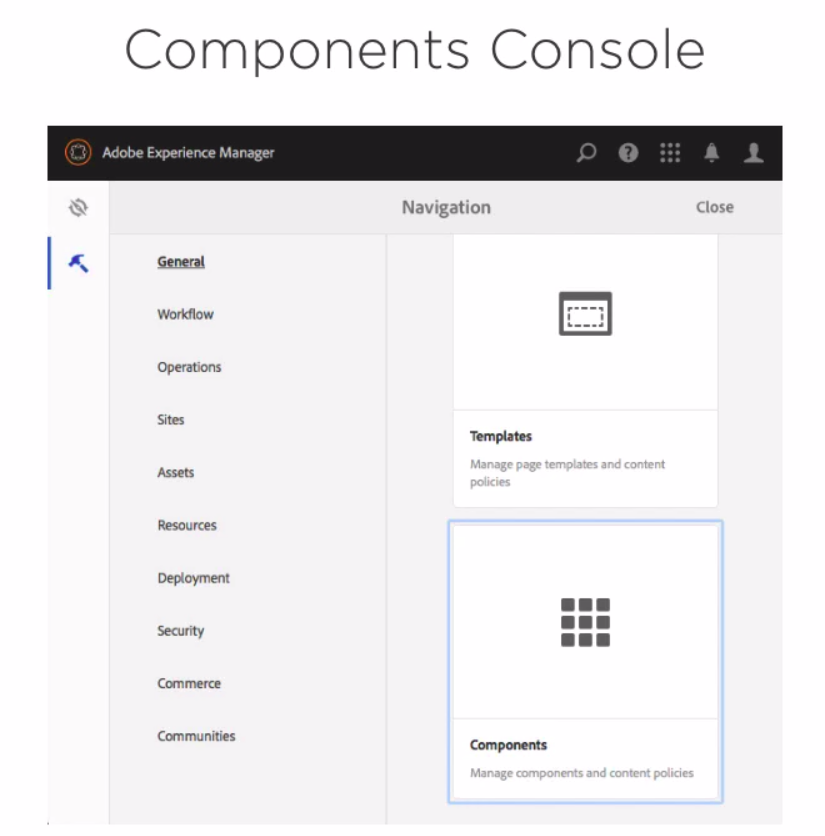 Components Console
Adobe Experience Manager
Navigation
Close
General
Workflow
Operations
Sites
Assets
Resources
Deployment
Security
Commerce
Communities
Templates
Manage page templates and content
policies
Components
Manage components and content policies